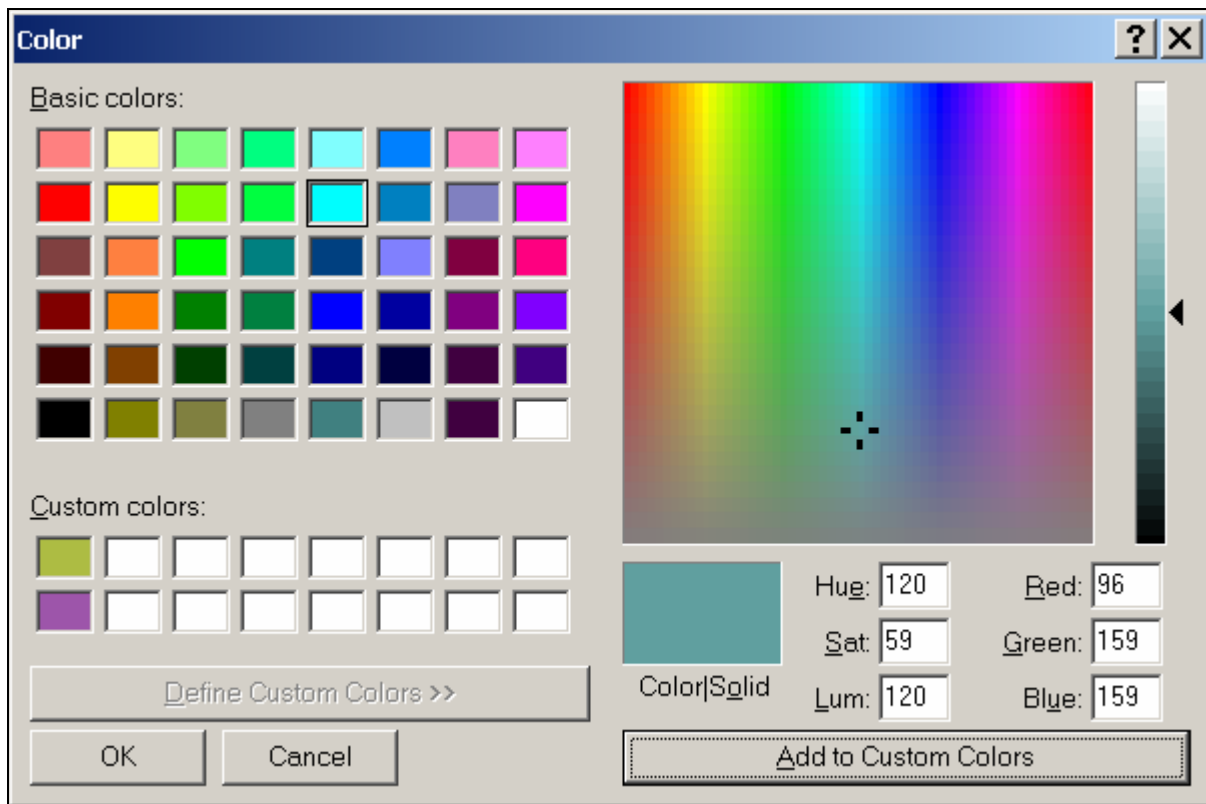 Color
Basic colors:
Custom colors:
Define Custom Colors >>
OK Cancel
Color|Solid
Hue: 120 Red: 96
Sat: 59 Green: 159
Lum: 120 Blue: 159
Add to Custom Colors